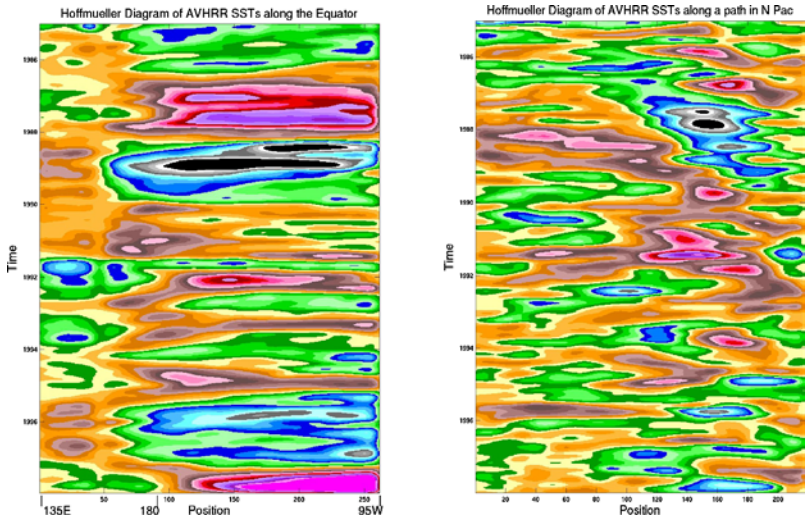 Hoffmueller Diagram of AVHRR SSTs along the Equator
Time
1986
1988
1990
1992
1994
1996
50 100 150 200 250
135E 180 Position 95W
Hoffmueller Diagram of AVHRR SSTs along a path in N Pac
Time
1986
1988
1990
1992
1994
1996
20 40 60 80 100 120 140 160 180 200
Position